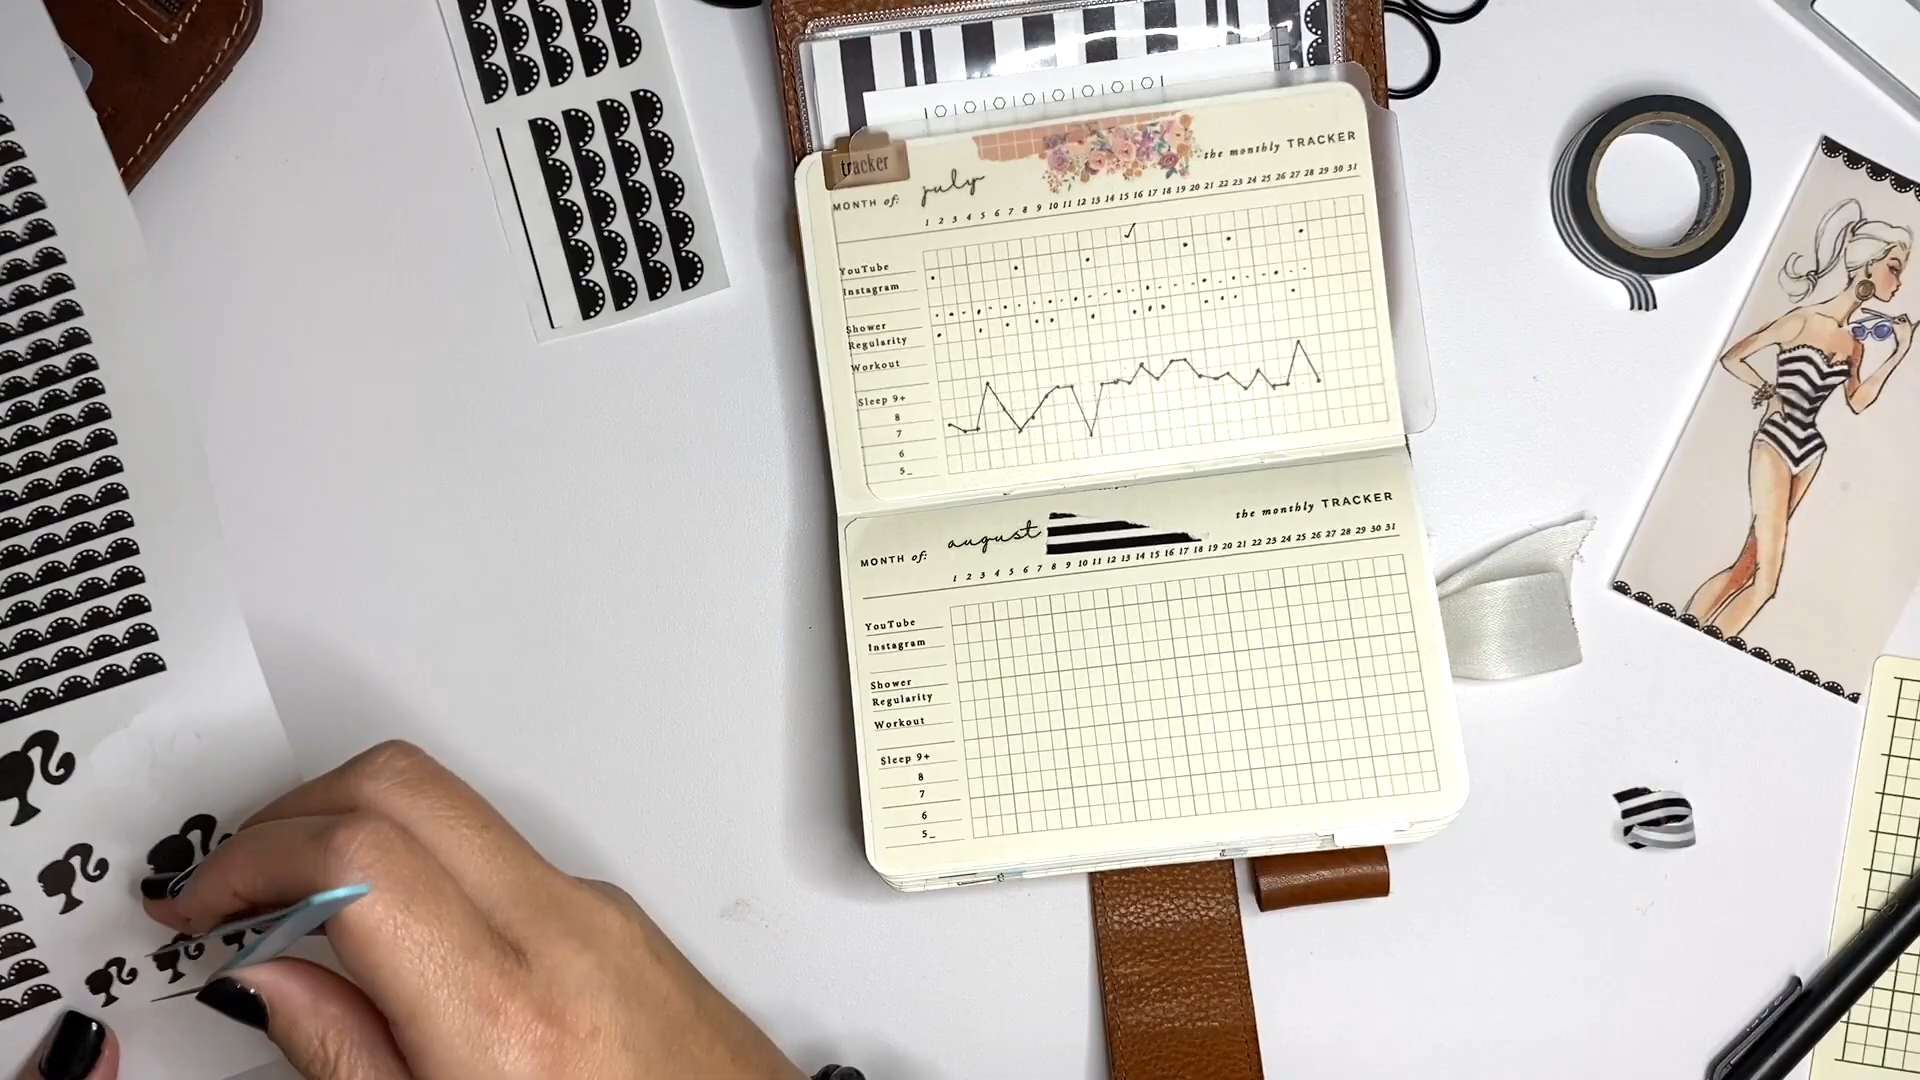 tracker
the monthly TRACKER
MONTH of: july
1 2 3 4 5 6 7 8 9 10 11 12 13 14 15 16 17 18 19 20 21 22 23 24 25 26 27 28 29 30 31
YouTube
Instagram
Shower
Regularity
Workout
Sleep 9+
8
7
6
5_
the monthly TRACKER
MONTH of: august
1 2 3 4 5 6 7 8 9 10 11 12 13 14 15 16 17 18 19 20 21 22 23 24 25 26 27 28 29 30 31
YouTube
Instagram
Shower
Regularity
Workout
Sleep 9+
8
7
6
5_